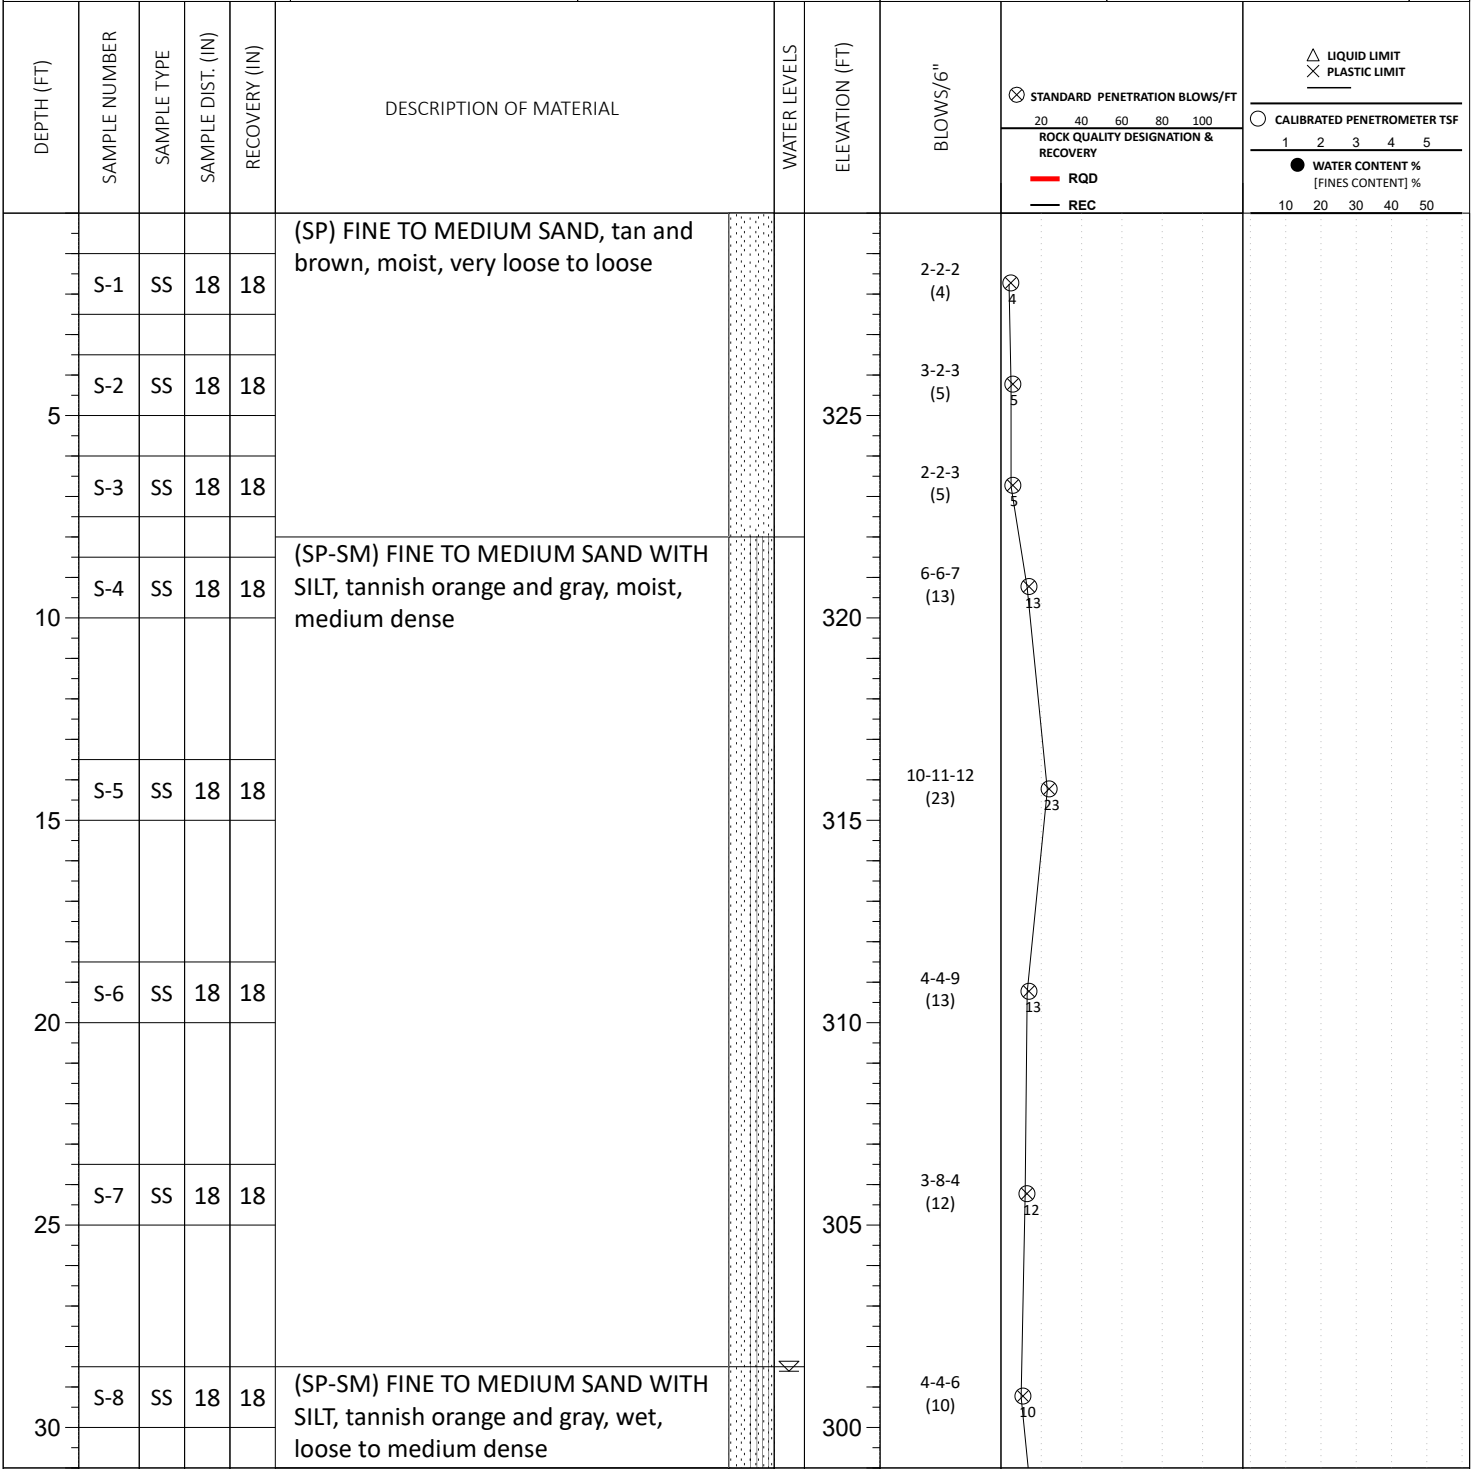 DEPTH (FT)
SAMPLE NUMBER
SAMPLE TYPE
SAMPLE DIST. (IN)
RECOVERY (IN)
DESCRIPTION OF MATERIAL
WATER LEVELS
ELEVATION (FT)
BLOWS/6"
STANDARD PENETRATION BLOWS/FT
20 40 60 80 100
ROCK QUALITY DESIGNATION &
RECOVERY
RQD
REC
LIQUID LIMIT
PLASTIC LIMIT
CALIBRATED PENETROMETER TSF
1 2 3 4 5
WATER CONTENT %
[FINES CONTENT] %
10 20 30 40 50
(SP) FINE TO MEDIUM SAND, tan and
brown, moist, very loose to loose
S-1 SS 18 18
2-2-2
(4)
4
S-2 SS 18 18
3-2-3
(5)
5
5
325
S-3 SS 18 18
2-2-3
(5)
5
(SP-SM) FINE TO MEDIUM SAND WITH
SILT, tannish orange and gray, moist,
medium dense
S-4 SS 18 18
6-6-7
(13)
13
10
320
S-5 SS 18 18
10-11-12
(23)
23
15
315
S-6 SS 18 18
4-4-9
(13)
13
20
310
S-7 SS 18 18
3-8-4
(12)
12
25
305
(SP-SM) FINE TO MEDIUM SAND WITH
SILT, tannish orange and gray, wet,
loose to medium dense
S-8 SS 18 18
4-4-6
(10)
10
30
300